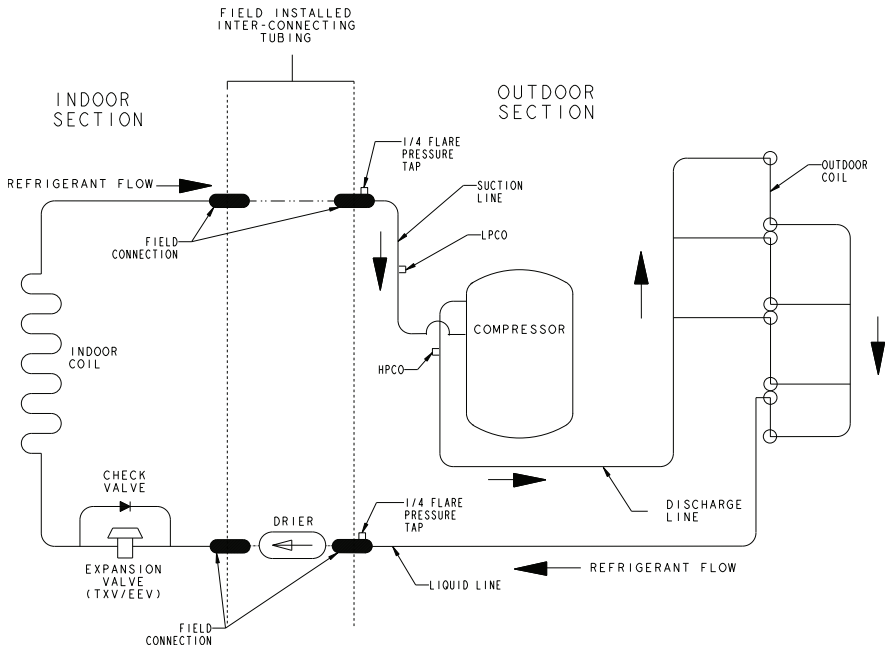 FIELD INSTALLED
INTER-CONNECTING
TUBING
INDOOR
SECTION
OUTDOOR
SECTION
1/4 FLARE
PRESSURE
TAP
OUTDOOR
COIL
REFRIGERANT FLOW
SUCTION
LINE
FIELD
CONNECTION
LPCO
COMPRESSOR
INDOOR
COIL
HPCO
CHECK
VALVE
DRIER
1/4 FLARE
PRESSURE
TAP
DISCHARGE
LINE
EXPANSION
VALVE
(TXV/EEV)
LIQUID LINE
REFRIGERANT FLOW
FIELD
CONNECTION